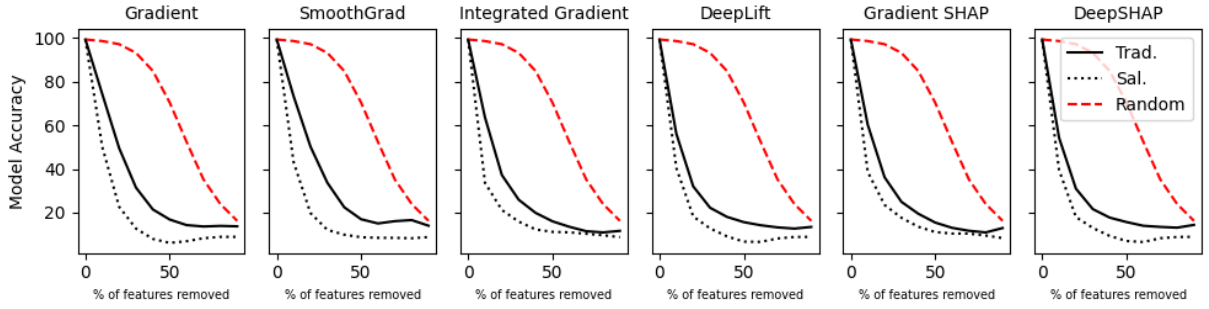 Gradient SmoothGrad Integrated Gradient DeepLift Gradient SHAP DeepSHAP
Model Accuracy
100
80
60
40
20
Trad.
Sal.
Random
0 50 0 50 0 50 0 50 0 50 0 50
% of features removed % of features removed % of features removed % of features removed % of features removed % of features removed